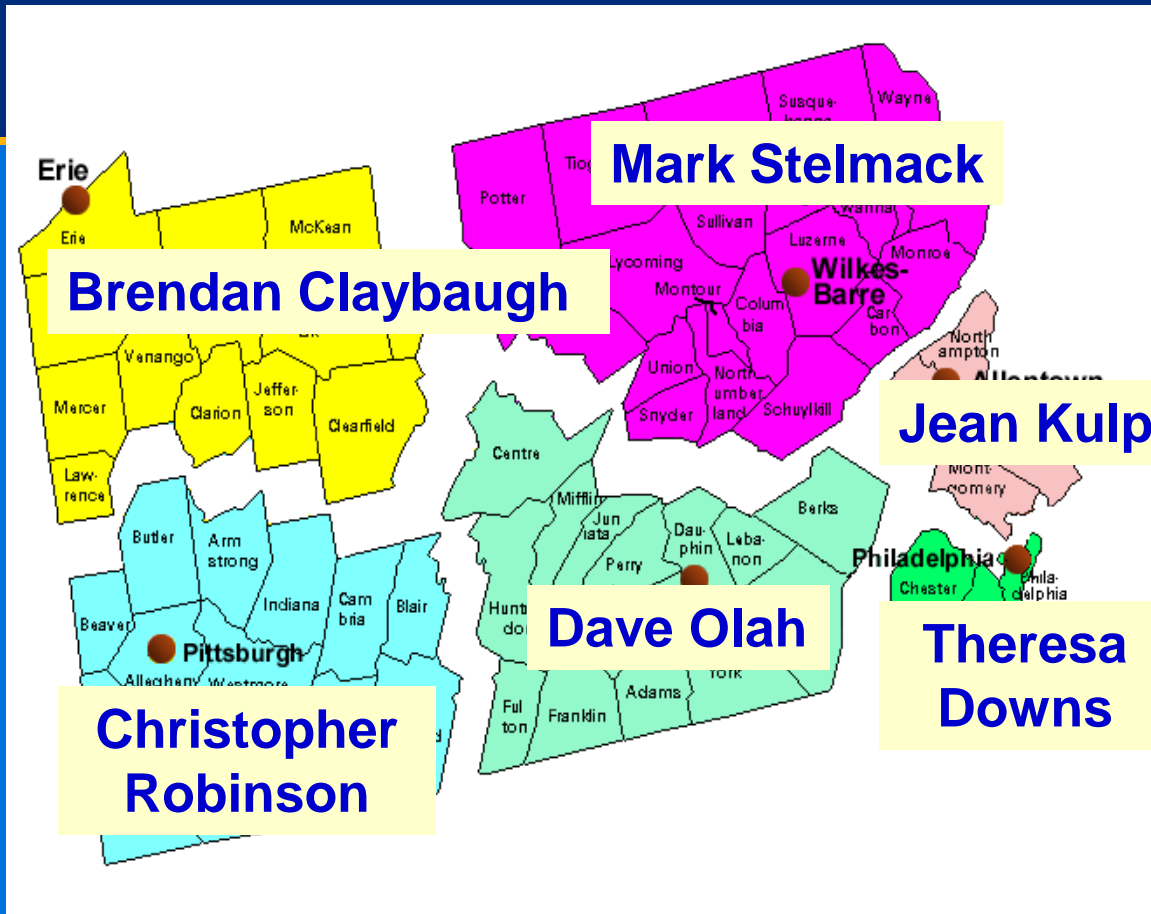 Susque-
Wayne
Mark Stelmack
Potter
Sullivan
Luzerne
Monroe
Lycoming
Wilkes-
Barre
Montour
Colum
bia
Car
bon
Union
North
umber
land
Snyder
Schuylkill
Erie
Erie
McKean
Brendan Claybaugh
Venango
Mercer
Clarion
Jeffer-
son
Clearfield
Law-
rence
North
ampton
Allentown
Jean Kulp
Mont-
gomery
Centre
Mifflin
Jun
iata
Perry
Dau-
phin
Leba-
non
Berks
Dave Olah
York
Adams
Franklin
Ful
ton
Butler
Arm
strong
Indiana
Cam
bria
Blair
Beaver
Pittsburgh
Allegheny
Christopher
Robinson
Philadelphia
Chester
Theresa
Downs